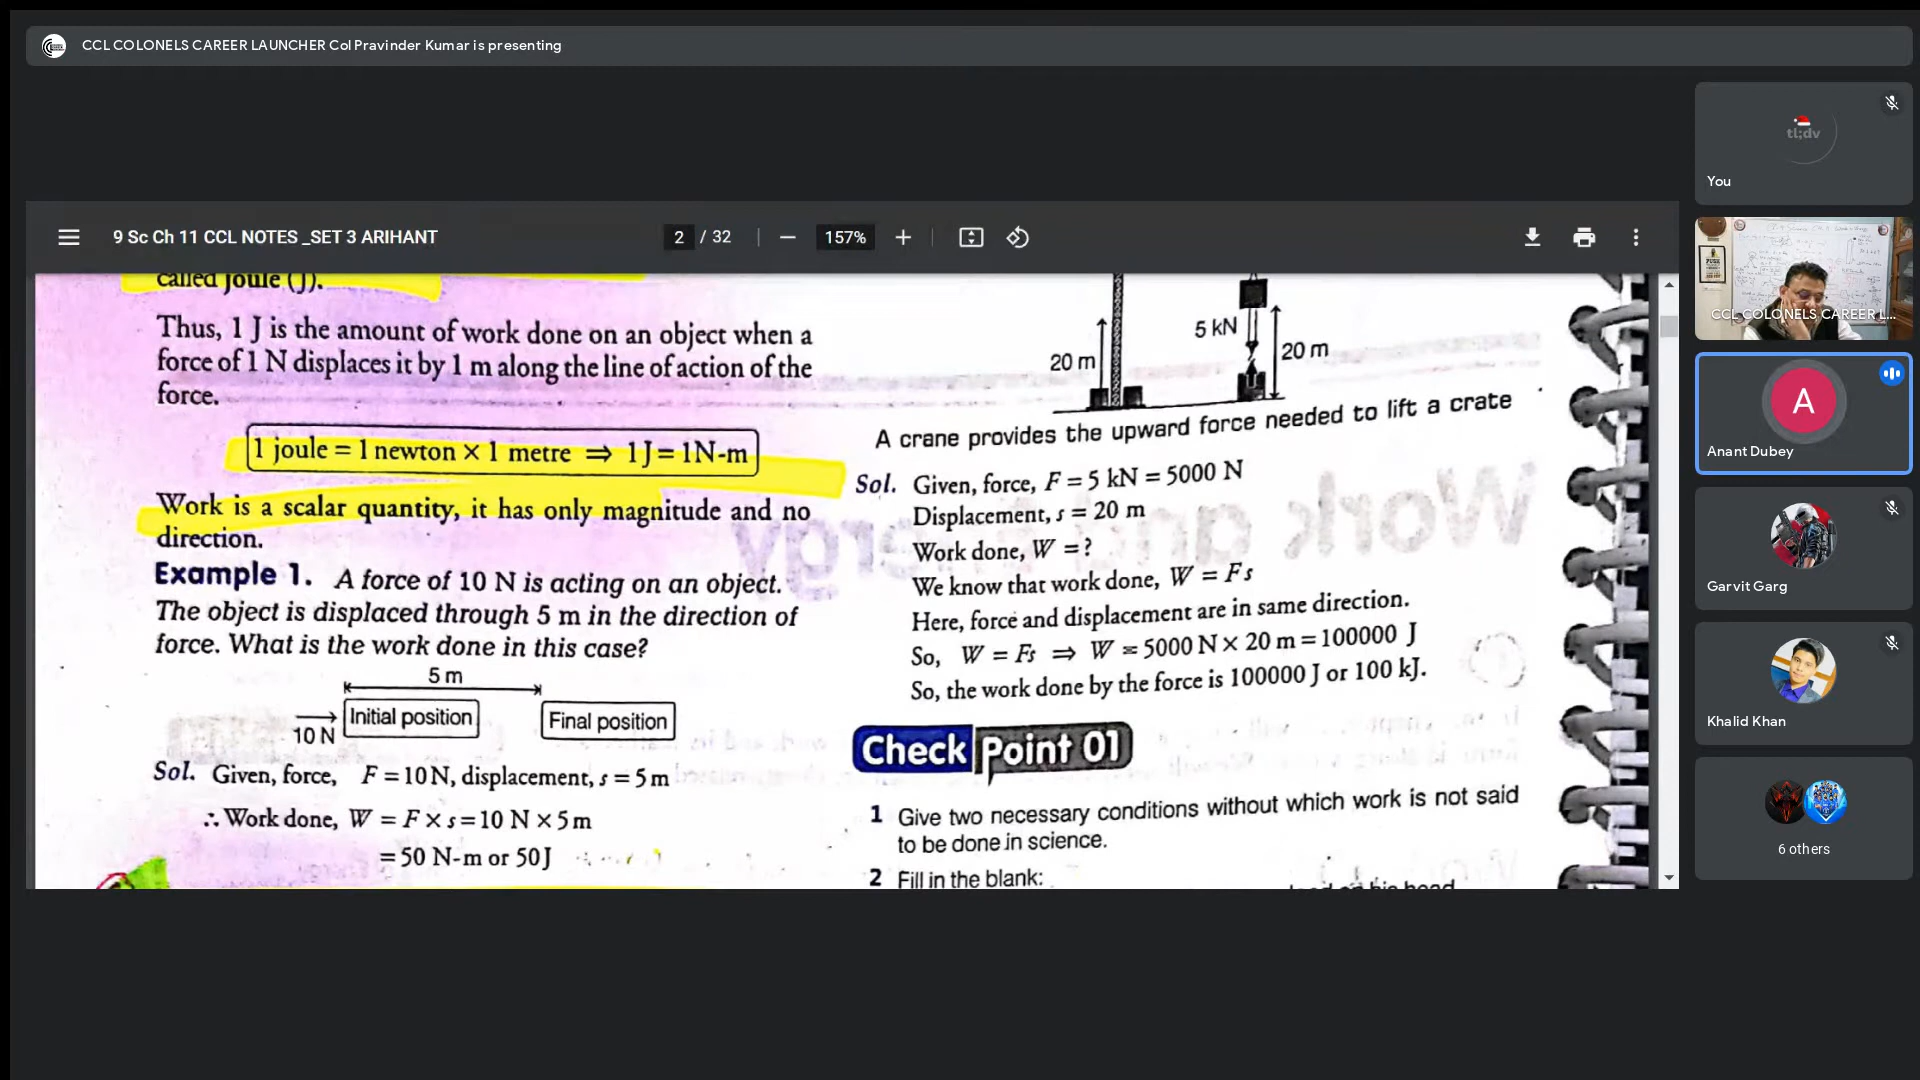 CCL COLONELS CAREER LAUNCHER Col Pravinder Kumar is presenting
9 Sc Ch 11 CCL NOTES _SET 3 ARIHANT
2 / 32
157%
called joule (J).
Thus, 1 J is the amount of work done on an object when a
force of 1 N displaces it by 1 m along the line of action of the
force.
1 joule = 1 newton × 1 metre ⇒ 1 J = 1 N-m
Work is a scalar quantity, it has only magnitude and no
direction.
Example 1. A force of 10 N is acting on an object.
The object is displaced through 5 m in the direction of
force. What is the work done in this case?
5 m
Initial position
Final position
10 N
Sol. Given, force, F = 10 N, displacement, s = 5 m
∴ Work done, W = F × s = 10 N × 5 m
= 50 N-m or 50 J
5 kN
20 m
20 m
A crane provides the upward force needed to lift a crate
Sol. Given, force, F = 5 kN = 5000 N
Displacement, s = 20 m
Work done, W = ?
We know that work done, W = Fs
Here, force and displacement are in same direction.
So, W = Fs ⇒ W = 5000 N × 20 m = 100000 J
So, the work done by the force is 100000 J or 100 kJ.
Check Point 01
1 Give two necessary conditions without which work is not said
to be done in science.
2 Fill in the blank:
tl;dv
You
CCL COLONELS CAREER L...
A
Anant Dubey
Garvit Garg
Khalid Khan
6 others